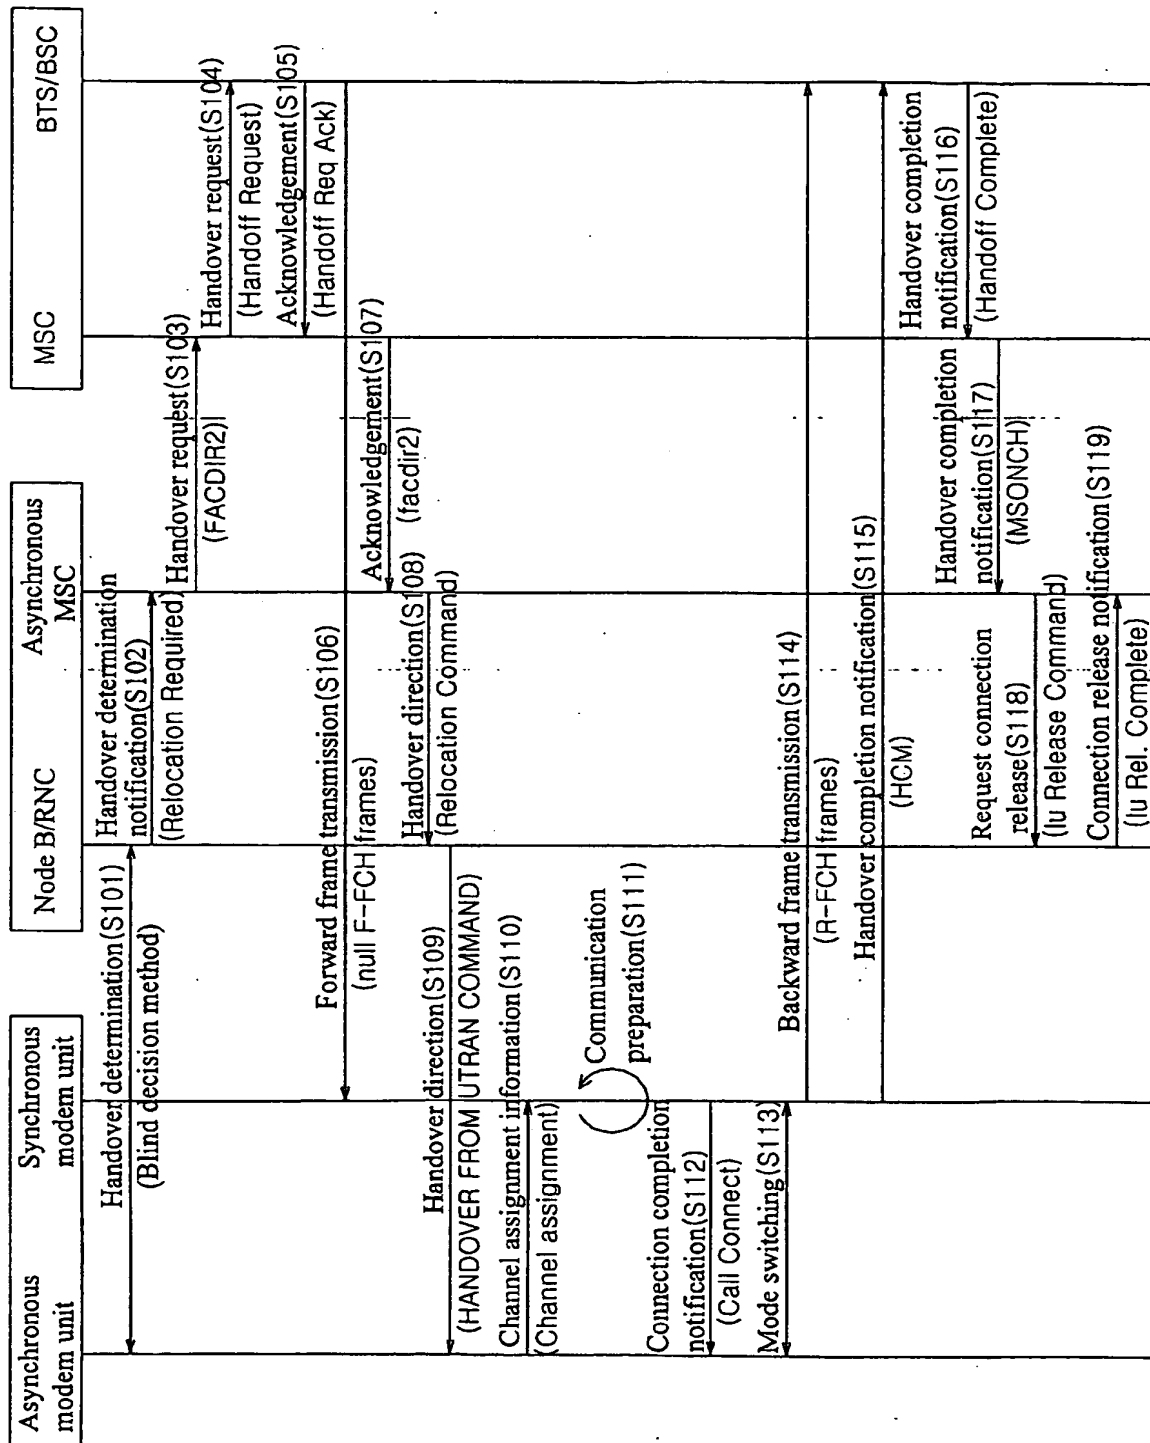 Asynchronous
modem unit
Synchronous
modem unit
Node B/RNC
Asynchronous
MSC
MSC
BTS/BSC
Handover determination(S101)
(Blind decision method)
Handover determination
notification(S102)
(Relocation Required)
Handover request(S103)
(FACDIR2)
Handover request(S104)
(Handoff Request)
Acknowledgement(S105)
(Handoff Req Ack)
Forward frame transmission(S106)
(null F-FCH frames)
Acknowledgement(S107)
(facdir2)
Handover direction(S108)
(Relocation Command)
Handover direction(S109)
(HANDOVER FROM UTRAN COMMAND)
Channel assignment information(S110)
(Channel assignment)
Communication
preparation(S111)
Connection completion
notification(S112)
(Call Connect)
Mode switching(S113)
Backward frame transmission(S114)
(R-FCH frames)
Handover completion notification(S115)
(HCM)
Handover completion
notification(S116)
(Handoff Complete)
Handover completion
notification(S117)
(MSONCH)
Request connection
release(S118)
(Iu Release Command)
Connection release notification(S119)
(Iu Rel. Complete)